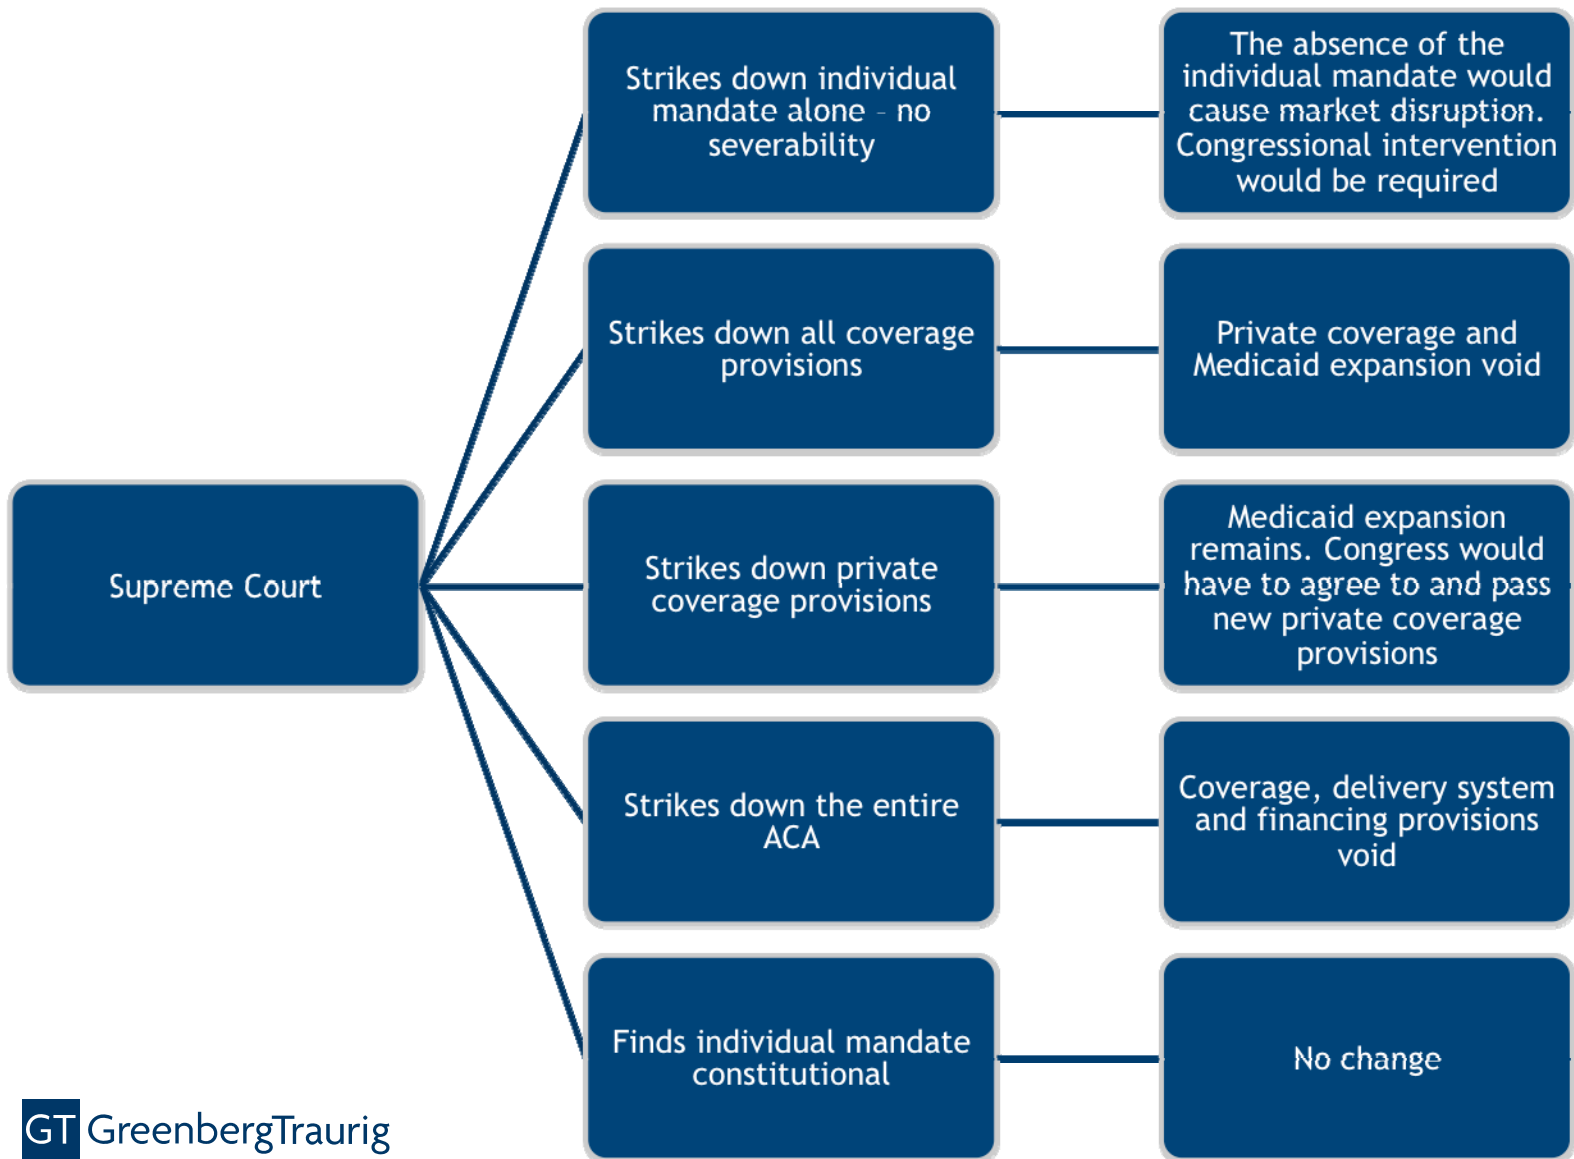 Supreme Court
Strikes down individual
mandate alone – no
severability
The absence of the
individual mandate would
cause market disruption.
Congressional intervention
would be required
Strikes down all coverage
provisions
Private coverage and
Medicaid expansion void
Strikes down private
coverage provisions
Medicaid expansion
remains. Congress would
have to agree to and pass
new private coverage
provisions
Strikes down the entire
ACA
Coverage, delivery system
and financing provisions
void
Finds individual mandate
constitutional
No change
GT GreenbergTraurig